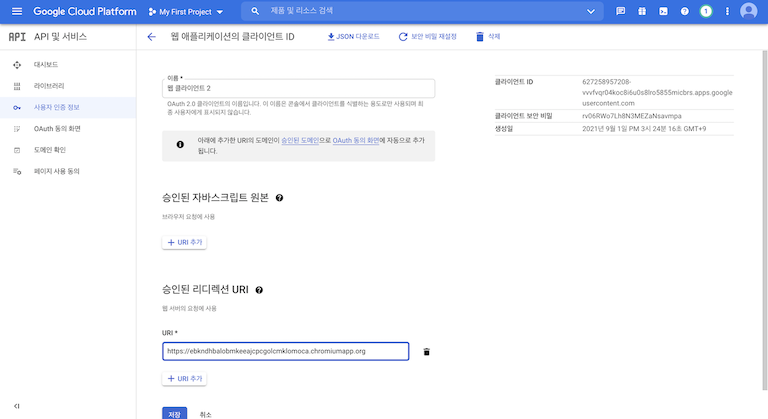 Google Cloud Platform
My First Project
제품 및 리소스 검색
1
API
API 및 서비스
웹 애플리케이션의 클라이언트 ID
JSON 다운로드
보안 비밀 재설정
삭제
대시보드
라이브러리
사용자 인증 정보
OAuth 동의 화면
도메인 확인
페이지 사용 동의
이름 *
웹 클라이언트 2
OAuth 2.0 클라이언트의 이름입니다. 이 이름은 콘솔에서 클라이언트를 식별하는 용도로만 사용되며 최
종 사용자에게 표시되지 않습니다.
아래에 추가한 URI의 도메인이 승인된 도메인으로 OAuth 동의 화면에 자동으로 추가
됩니다.
클라이언트 ID
627258957208-
vvvfvqr04koc8i6u0s8lro5855micbrs.apps.google
usercontent.com
클라이언트 보안 비밀
rv06RWo7Lh8N3MEZaNsavrnpa
생성일
2021년 9월 1일 PM 3시 24분 16초 GMT+9
승인된 자바스크립트 원본
브라우저 요청에 사용
+ URI 추가
승인된 리디렉션 URI
웹 서버의 요청에 사용
URI *
https://ebkndhbalobmkeeajcpcgolcmklomoca.chromiumapp.org
+ URI 추가
저장
취소